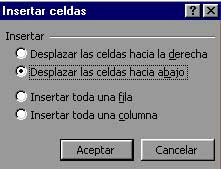 Insertar celdas
Insertar
Desplazar las celdas hacia la derecha
Desplazar las celdas hacia abajo
Insertar toda una fila
Insertar toda una columna
Aceptar
Cancelar